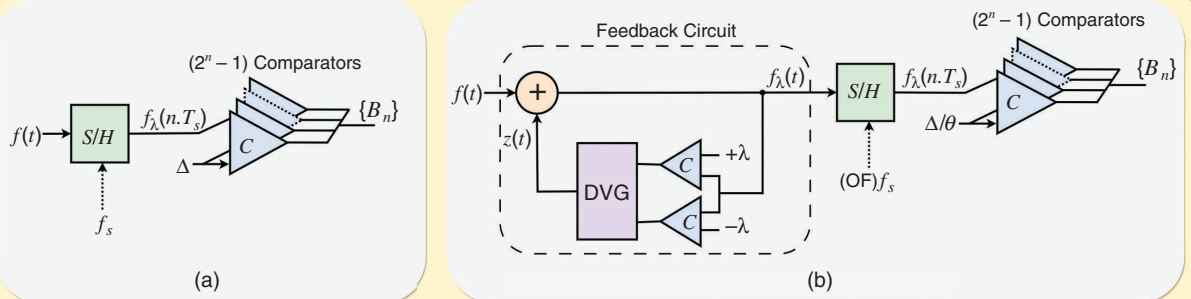 (2ⁿ – 1) Comparators
f(t)
S/H
f_λ(n.T_s)
C
{B_n}
Δ
f_s
(a)
Feedback Circuit
f(t)
+
f_λ(t)
z(t)
DVG
C
+λ
C
–λ
S/H
(OF)f_s
f_λ(n.T_s)
(2ⁿ – 1) Comparators
C
{B_n}
Δ/θ
(b)